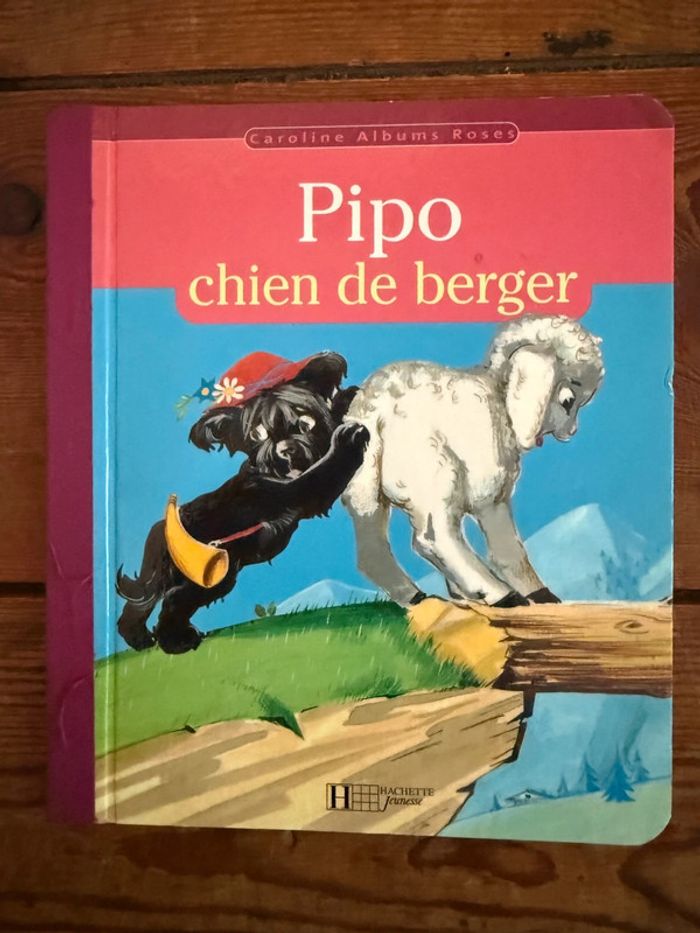 Caroline Albums Roses
Pipo
chien de berger
H HACHETTE
Jeunesse